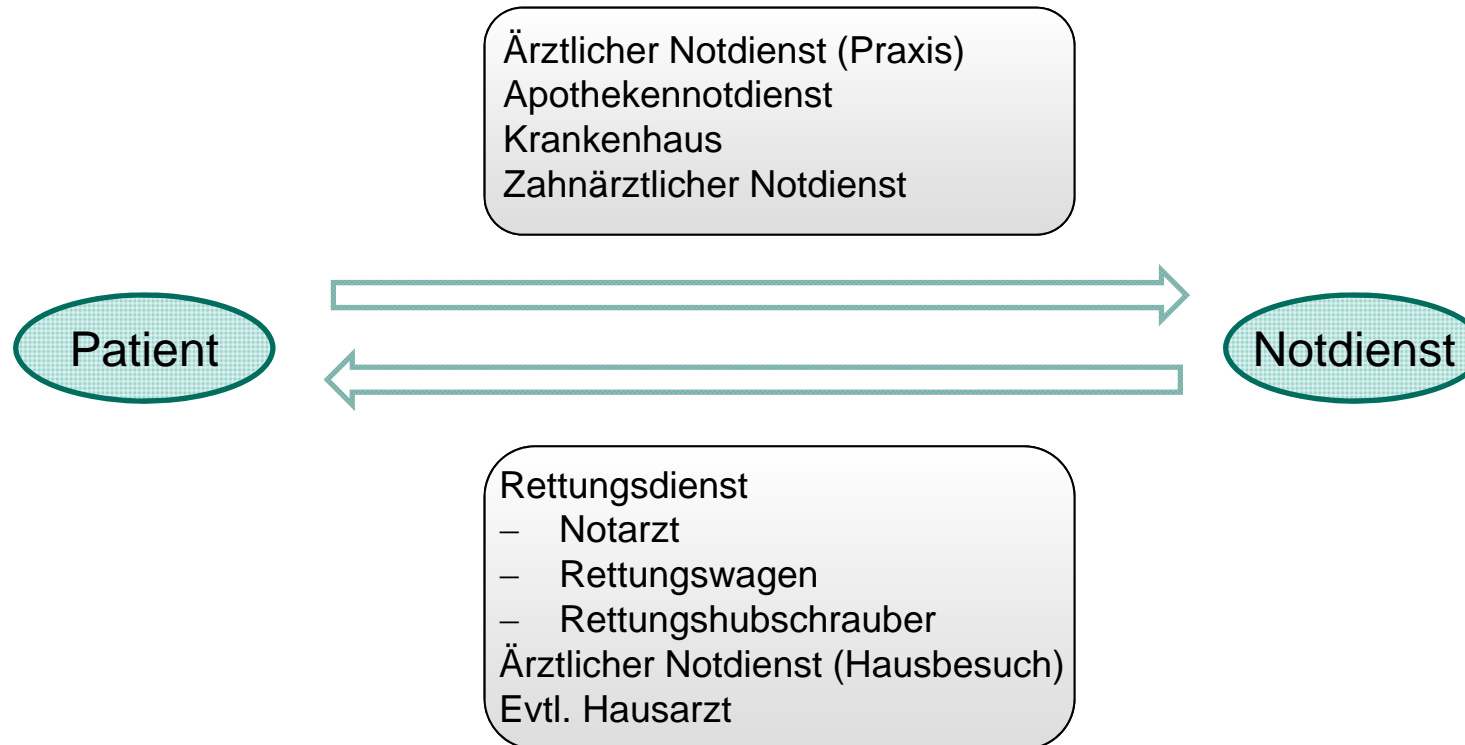 Ärztlicher Notdienst (Praxis)
Apothekennotdienst
Krankenhaus
Zahnärztlicher Notdienst
Patient
Notdienst
Rettungsdienst
– Notarzt
– Rettungswagen
– Rettungshubschrauber
Ärztlicher Notdienst (Hausbesuch)
Evtl. Hausarzt